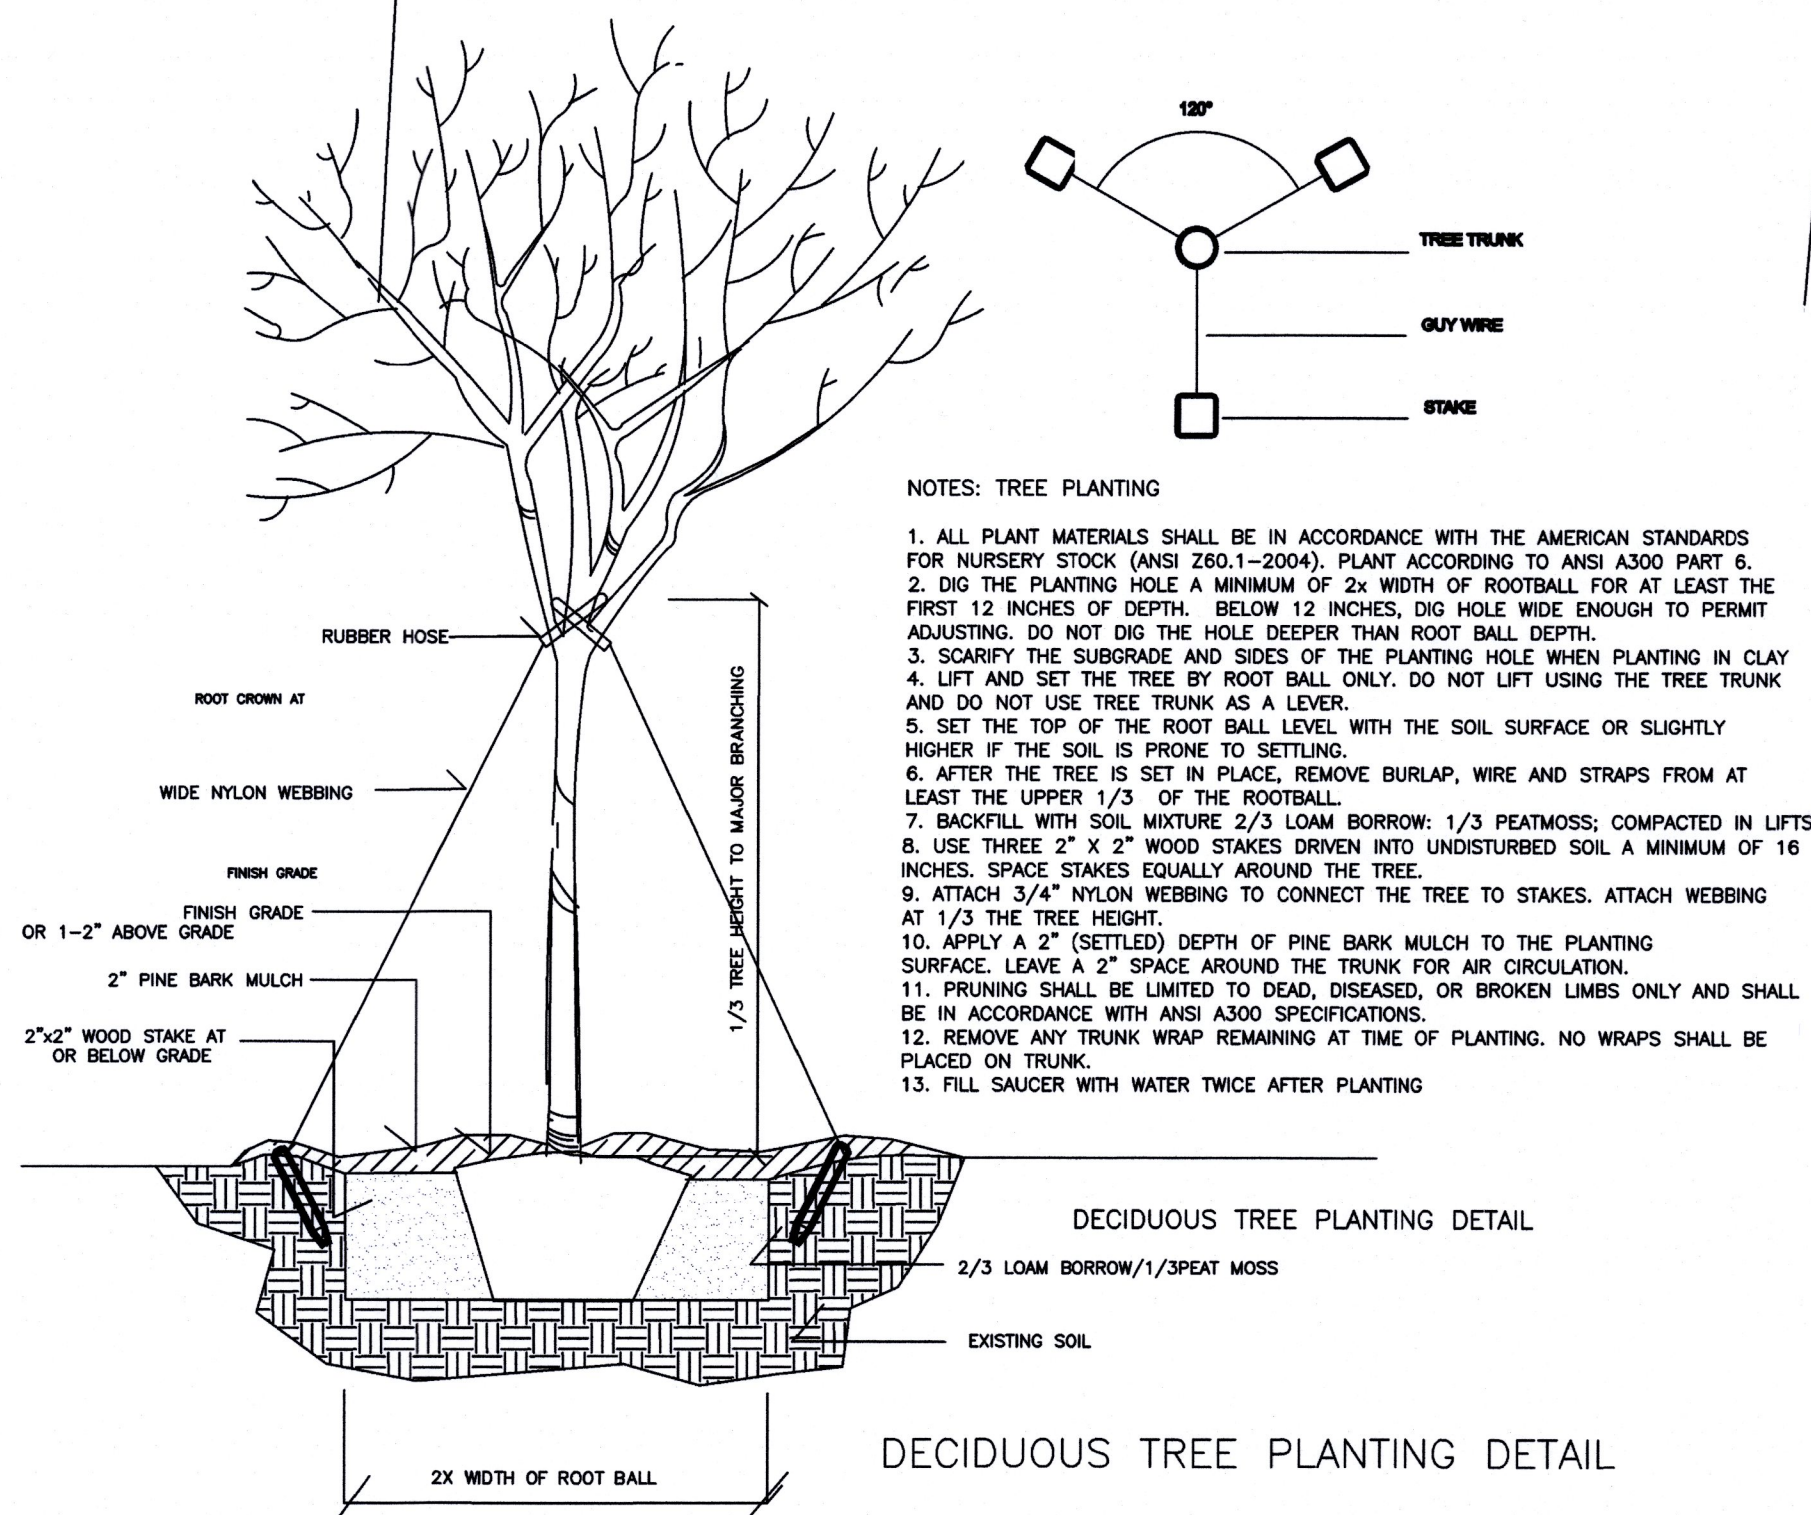 120°
TREE TRUNK
GUY WIRE
STAKE
NOTES: TREE PLANTING
1. ALL PLANT MATERIALS SHALL BE IN ACCORDANCE WITH THE AMERICAN STANDARDS
FOR NURSERY STOCK (ANSI Z60.1-2004). PLANT ACCORDING TO ANSI A300 PART 6.
2. DIG THE PLANTING HOLE A MINIMUM OF 2x WIDTH OF ROOTBALL FOR AT LEAST THE
FIRST 12 INCHES OF DEPTH. BELOW 12 INCHES, DIG HOLE WIDE ENOUGH TO PERMIT
ADJUSTING. DO NOT DIG THE HOLE DEEPER THAN ROOT BALL DEPTH.
3. SCARIFY THE SUBGRADE AND SIDES OF THE PLANTING HOLE WHEN PLANTING IN CLAY
4. LIFT AND SET THE TREE BY ROOT BALL ONLY. DO NOT LIFT USING THE TREE TRUNK
AND DO NOT USE TREE TRUNK AS A LEVER.
5. SET THE TOP OF THE ROOT BALL LEVEL WITH THE SOIL SURFACE OR SLIGHTLY
HIGHER IF THE SOIL IS PRONE TO SETTLING.
6. AFTER THE TREE IS SET IN PLACE, REMOVE BURLAP, WIRE AND STRAPS FROM AT
LEAST THE UPPER 1/3 OF THE ROOTBALL.
7. BACKFILL WITH SOIL MIXTURE 2/3 LOAM BORROW: 1/3 PEATMOSS; COMPACTED IN LIFTS
8. USE THREE 2" X 2" WOOD STAKES DRIVEN INTO UNDISTURBED SOIL A MINIMUM OF 16
INCHES. SPACE STAKES EQUALLY AROUND THE TREE.
9. ATTACH 3/4" NYLON WEBBING TO CONNECT THE TREE TO STAKES. ATTACH WEBBING
AT 1/3 THE TREE HEIGHT.
10. APPLY A 2" (SETTLED) DEPTH OF PINE BARK MULCH TO THE PLANTING
SURFACE. LEAVE A 2" SPACE AROUND THE TRUNK FOR AIR CIRCULATION.
11. PRUNING SHALL BE LIMITED TO DEAD, DISEASED, OR BROKEN LIMBS ONLY AND SHALL
BE IN ACCORDANCE WITH ANSI A300 SPECIFICATIONS.
12. REMOVE ANY TRUNK WRAP REMAINING AT TIME OF PLANTING. NO WRAPS SHALL BE
PLACED ON TRUNK.
13. FILL SAUCER WITH WATER TWICE AFTER PLANTING
RUBBER HOSE
ROOT CROWN AT
WIDE NYLON WEBBING
FINISH GRADE
FINISH GRADE
OR 1-2" ABOVE GRADE
2" PINE BARK MULCH
2"x2" WOOD STAKE AT
OR BELOW GRADE
1/3 TREE HEIGHT TO MAJOR BRANCHING
DECIDUOUS TREE PLANTING DETAIL
2/3 LOAM BORROW/1/3PEAT MOSS
EXISTING SOIL
2X WIDTH OF ROOT BALL
DECIDUOUS TREE PLANTING DETAIL